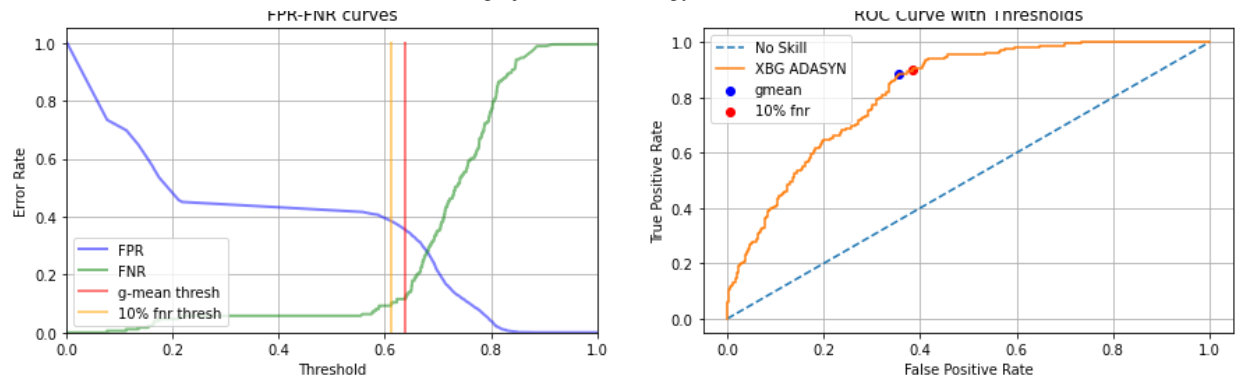 FPR-FNR curves
1.0
0.8
0.6
0.4
0.2
0.0
Error Rate
FPR
FNR
g-mean thresh
10% fnr thresh
0.0 0.2 0.4 0.6 0.8 1.0
Threshold
ROC Curve with Thresholds
1.0
0.8
0.6
0.4
0.2
0.0
True Positive Rate
No Skill
XBG ADASYN
gmean
10% fnr
0.0 0.2 0.4 0.6 0.8 1.0
False Positive Rate